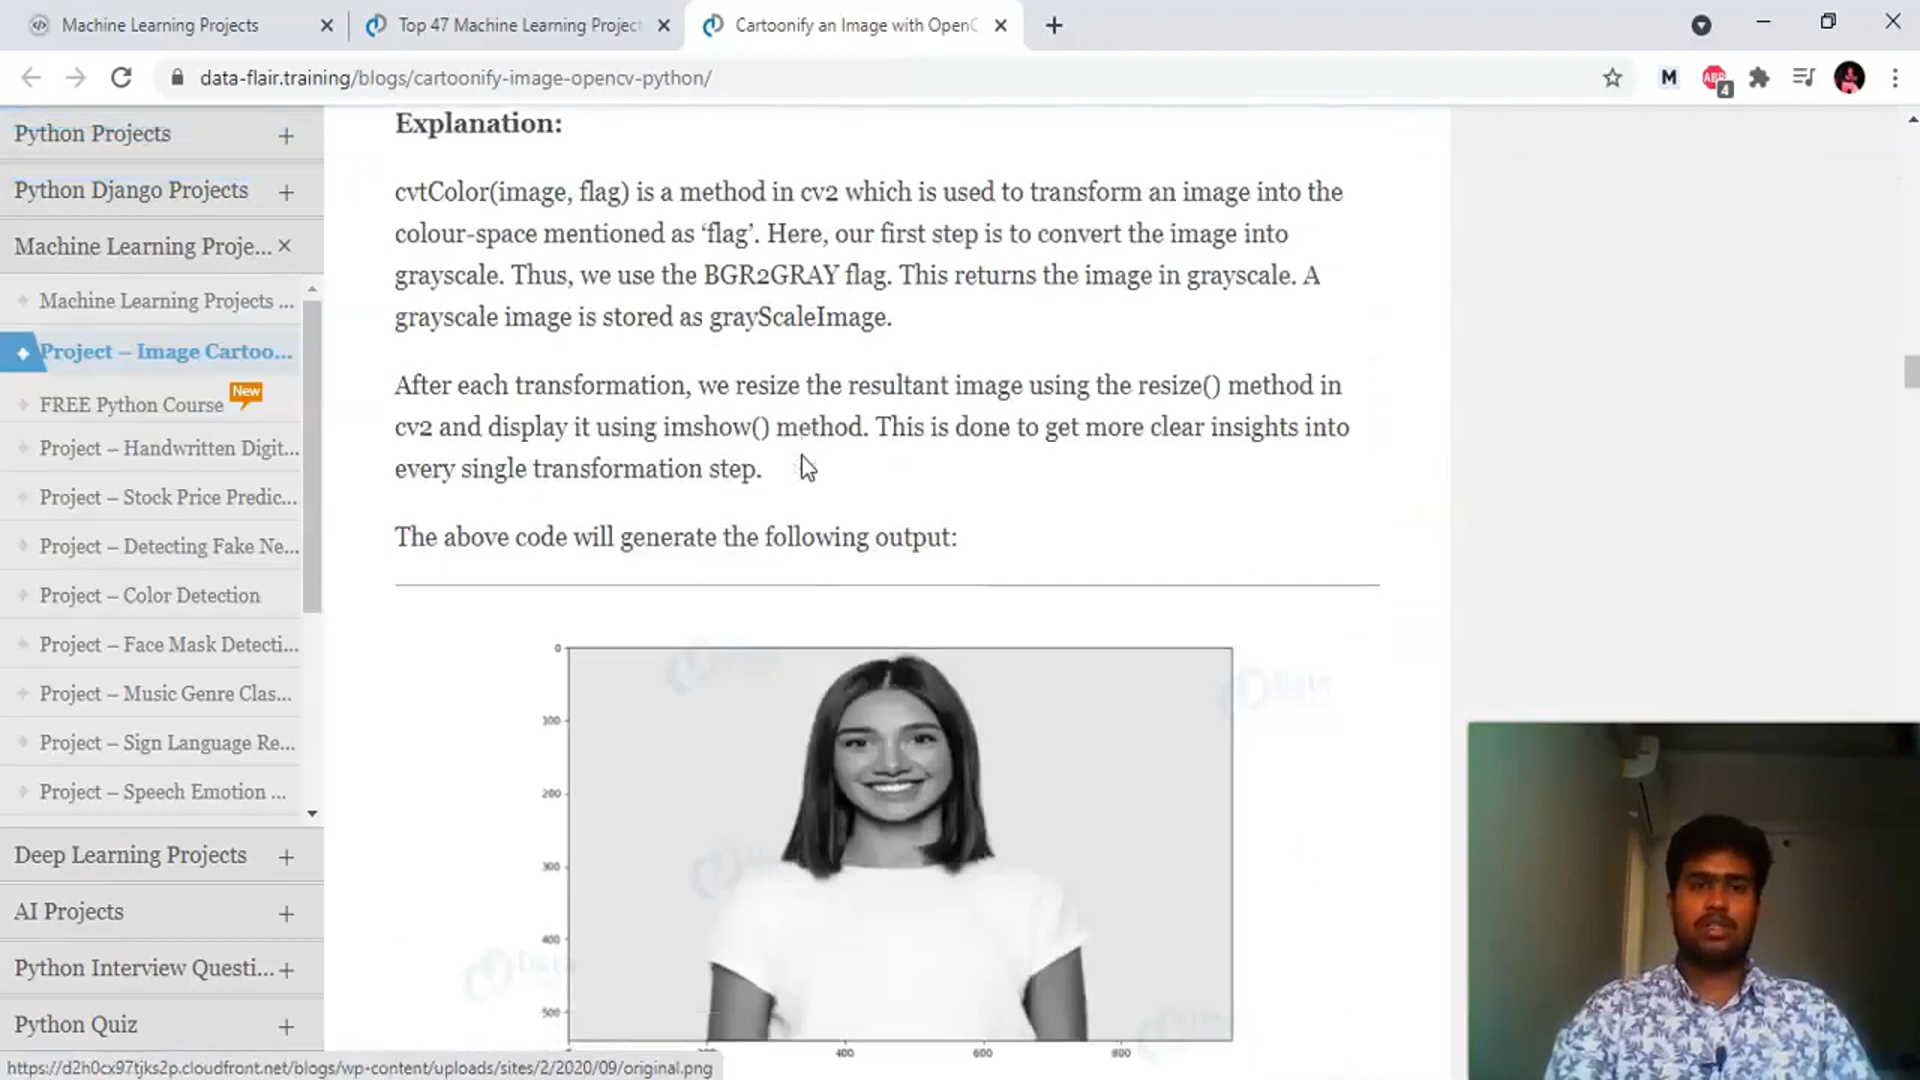 Machine Learning Projects
Top 47 Machine Learning Project
Cartoonify an Image with OpenC
data-flair.training/blogs/cartoonify-image-opencv-python/
M
ABP
4
Python Projects
Python Django Projects
Machine Learning Proje...
Machine Learning Projects ...
Project – Image Cartoo...
FREE Python Course
New
Project – Handwritten Digit...
Project – Stock Price Predic...
Project – Detecting Fake Ne...
Project – Color Detection
Project – Face Mask Detecti...
Project – Music Genre Clas...
Project – Sign Language Re...
Project – Speech Emotion ...
Deep Learning Projects
AI Projects
Python Interview Questi...
Python Quiz
Explanation:
cvtColor(image, flag) is a method in cv2 which is used to transform an image into the
colour-space mentioned as ‘flag’. Here, our first step is to convert the image into
grayscale. Thus, we use the BGR2GRAY flag. This returns the image in grayscale. A
grayscale image is stored as grayScaleImage.
After each transformation, we resize the resultant image using the resize() method in
cv2 and display it using imshow() method. This is done to get more clear insights into
every single transformation step.
The above code will generate the following output:
0
100
200
300
400
500
400
600
800
https://d2h0cx97tjks2p.cloudfront.net/blogs/wp-content/uploads/sites/2/2020/09/original.png